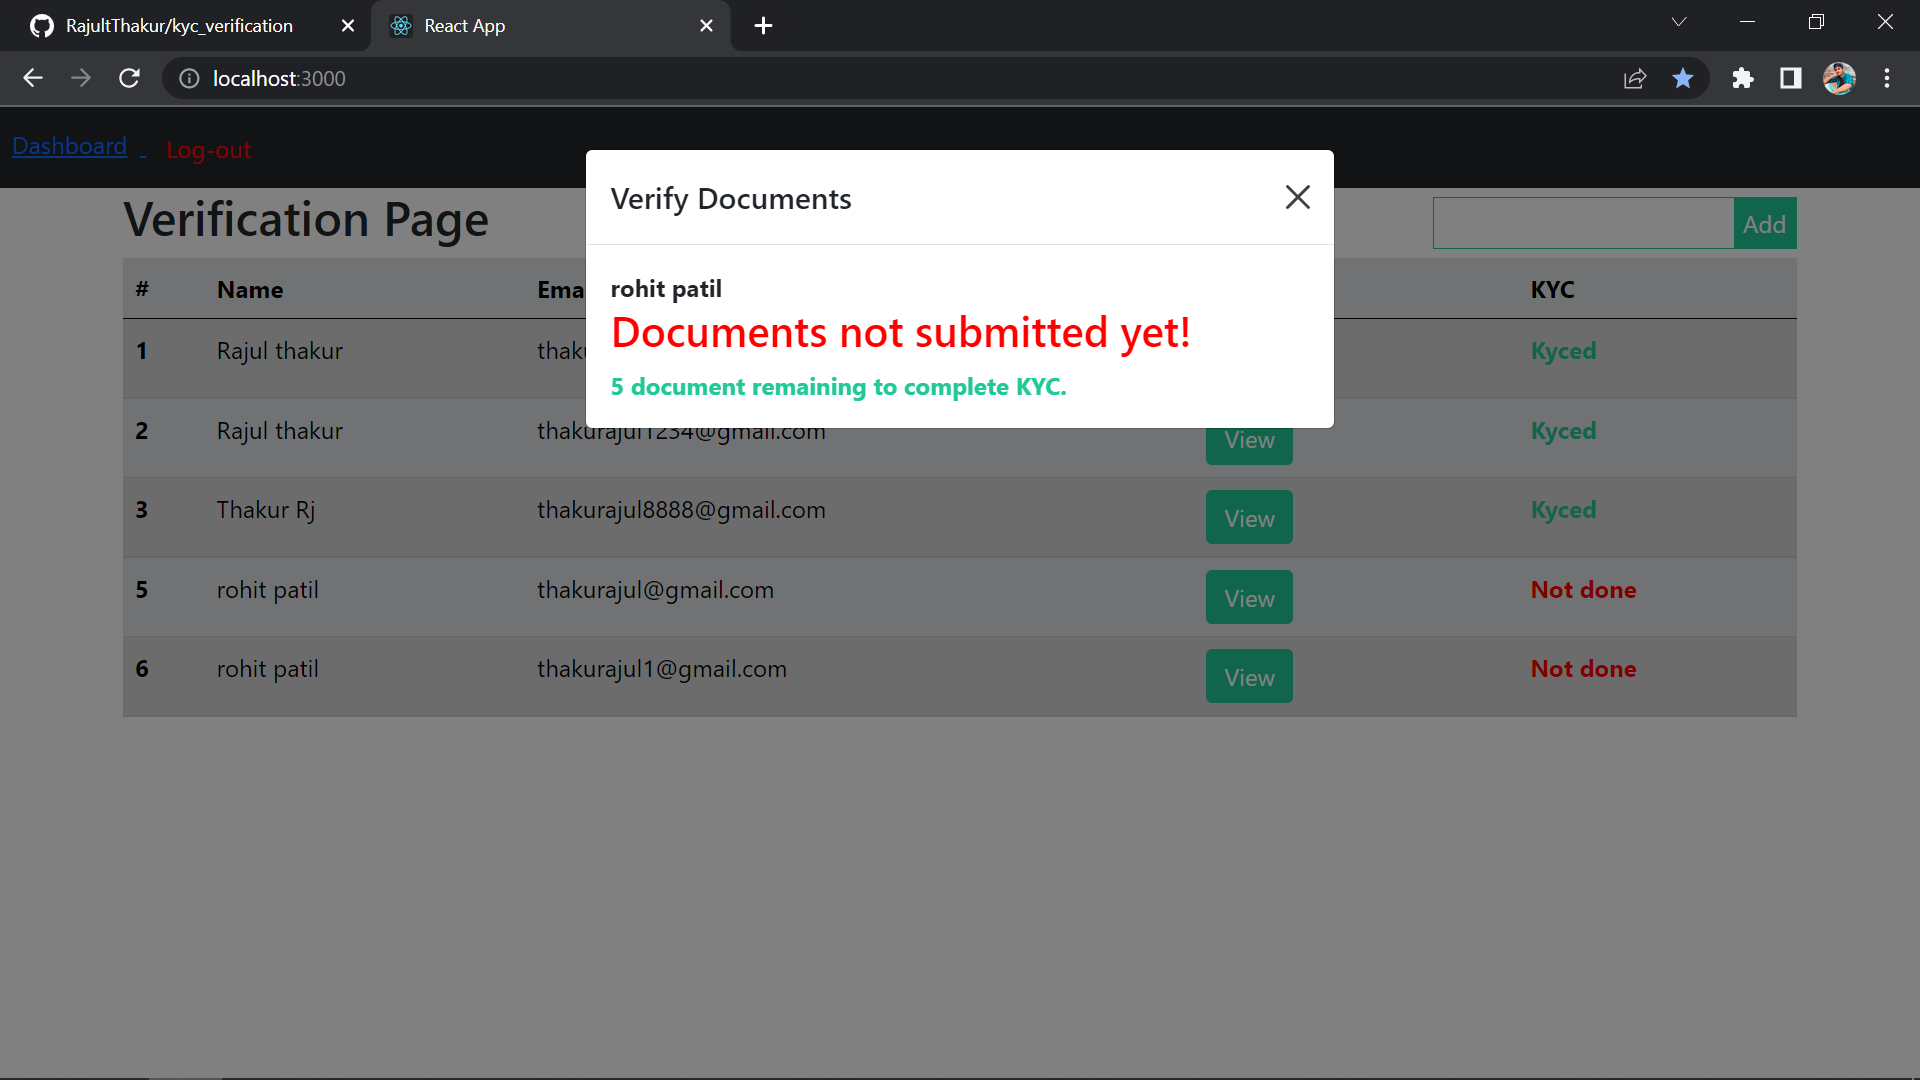 RajultThakur/kyc_verification
React App
localhost:3000
Dashboard Log-out
Verify Documents
rohit patil
Documents not submitted yet!
5 document remaining to complete KYC.
Verification Page
Add
# Name Ema KYC
1 Rajul thakur thak Kyced
2 Rajul thakur thakurajul1234@gmail.com View Kyced
3 Thakur Rj thakurajul8888@gmail.com View Kyced
5 rohit patil thakurajul@gmail.com View Not done
6 rohit patil thakurajul1@gmail.com View Not done